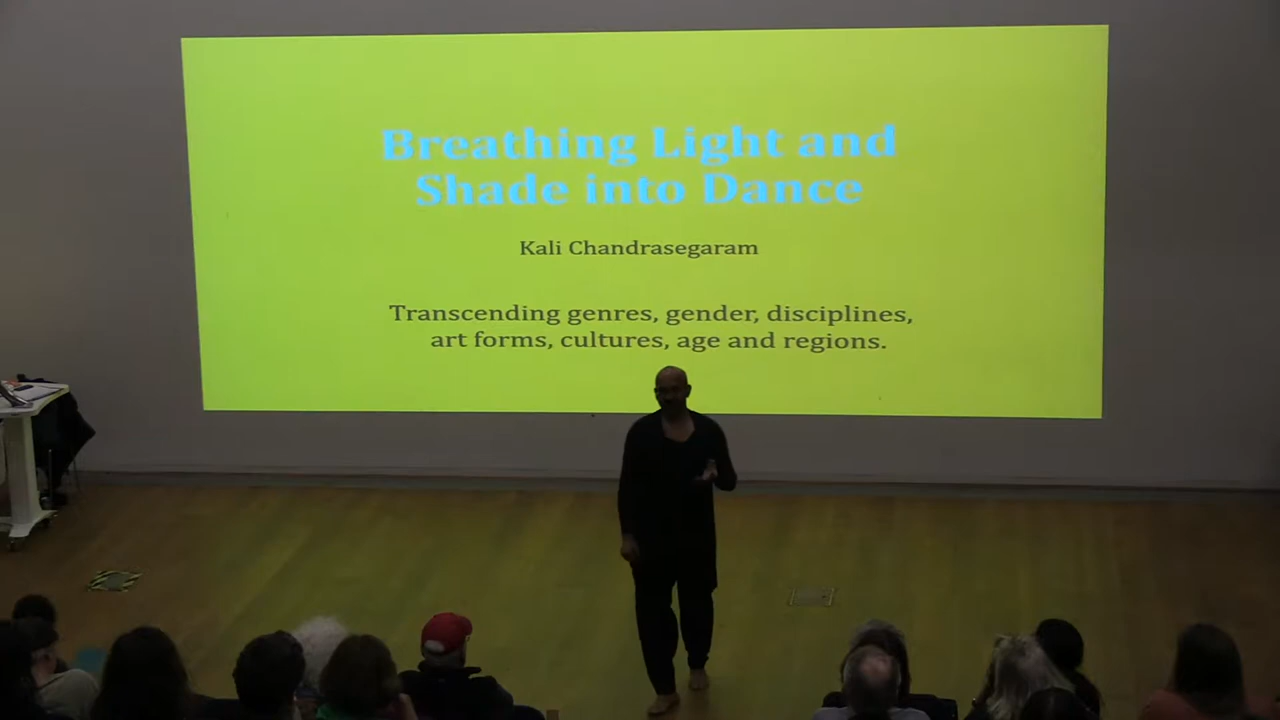 Breathing Light and
Shade into Dance
Kali Chandrasegaram
Transcending genres, gender, disciplines,
art forms, cultures, age and regions.